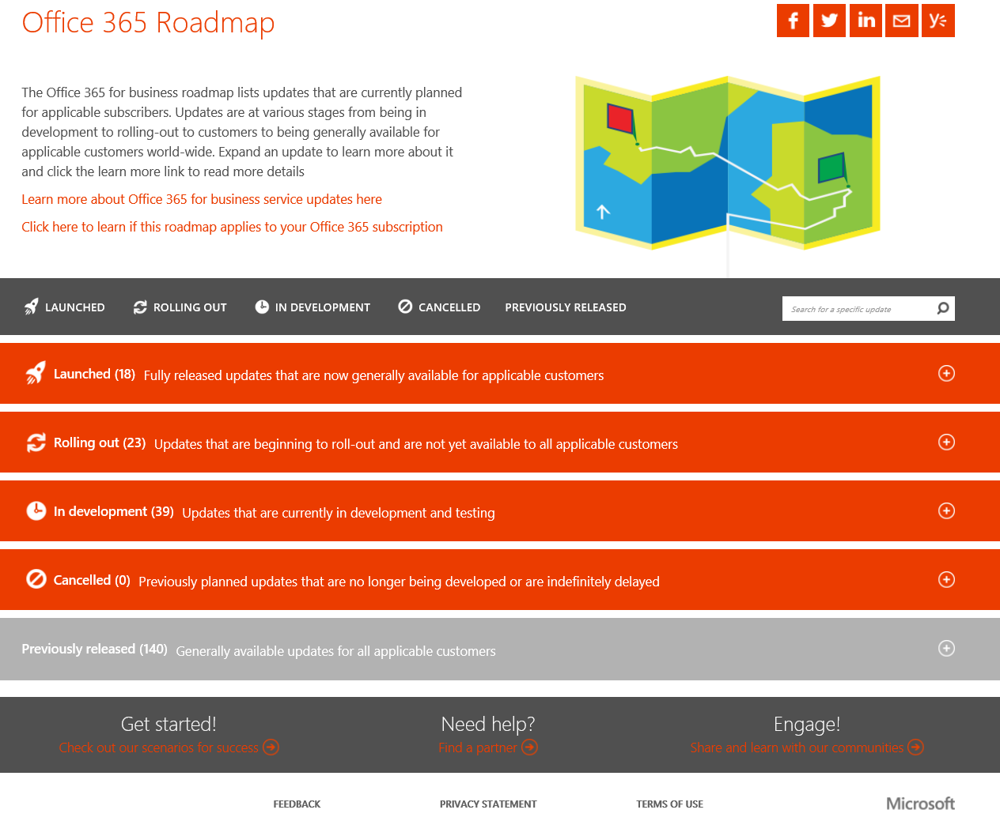 Office 365 Roadmap
The Office 365 for business roadmap lists updates that are currently planned
for applicable subscribers. Updates are at various stages from being in
development to rolling-out to customers to being generally available for
applicable customers world-wide. Expand an update to learn more about it
and click the learn more link to read more details
Learn more about Office 365 for business service updates here
Click here to learn if this roadmap applies to your Office 365 subscription
LAUNCHED ROLLING OUT IN DEVELOPMENT CANCELLED PREVIOUSLY RELEASED Search for a specific update
Launched (18) Fully released updates that are now generally available for applicable customers
Rolling out (23) Updates that are beginning to roll-out and are not yet available to all applicable customers
In development (39) Updates that are currently in development and testing
Cancelled (0) Previously planned updates that are no longer being developed or are indefinitely delayed
Previously released (140) Generally available updates for all applicable customers
Get started! Need help? Engage!
Check out our scenarios for success Find a partner Share and learn with our communities
FEEDBACK PRIVACY STATEMENT TERMS OF USE Microsoft